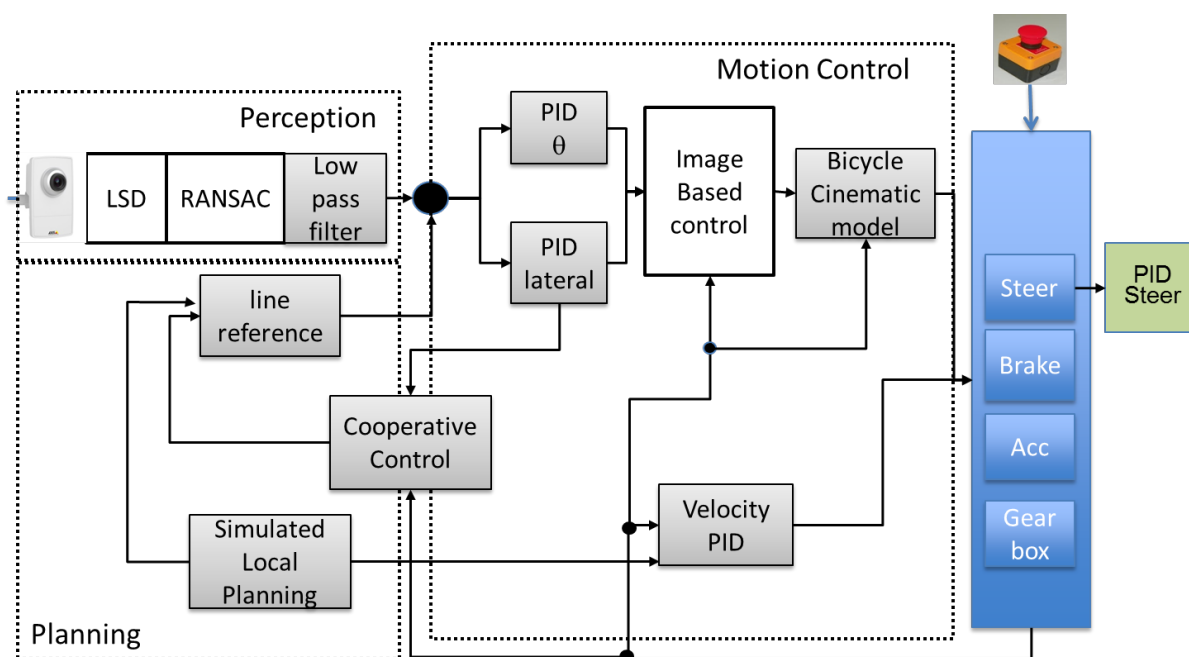 Motion Control
Perception
PID
θ
Image
Based
control
Bicycle
Cinematic
model
LSD
RANSAC
Low
pass
filter
PID
lateral
line
reference
Steer
PID
Steer
Brake
Cooperative
Control
Acc
Velocity
PID
Gear
box
Simulated
Local
Planning
Planning